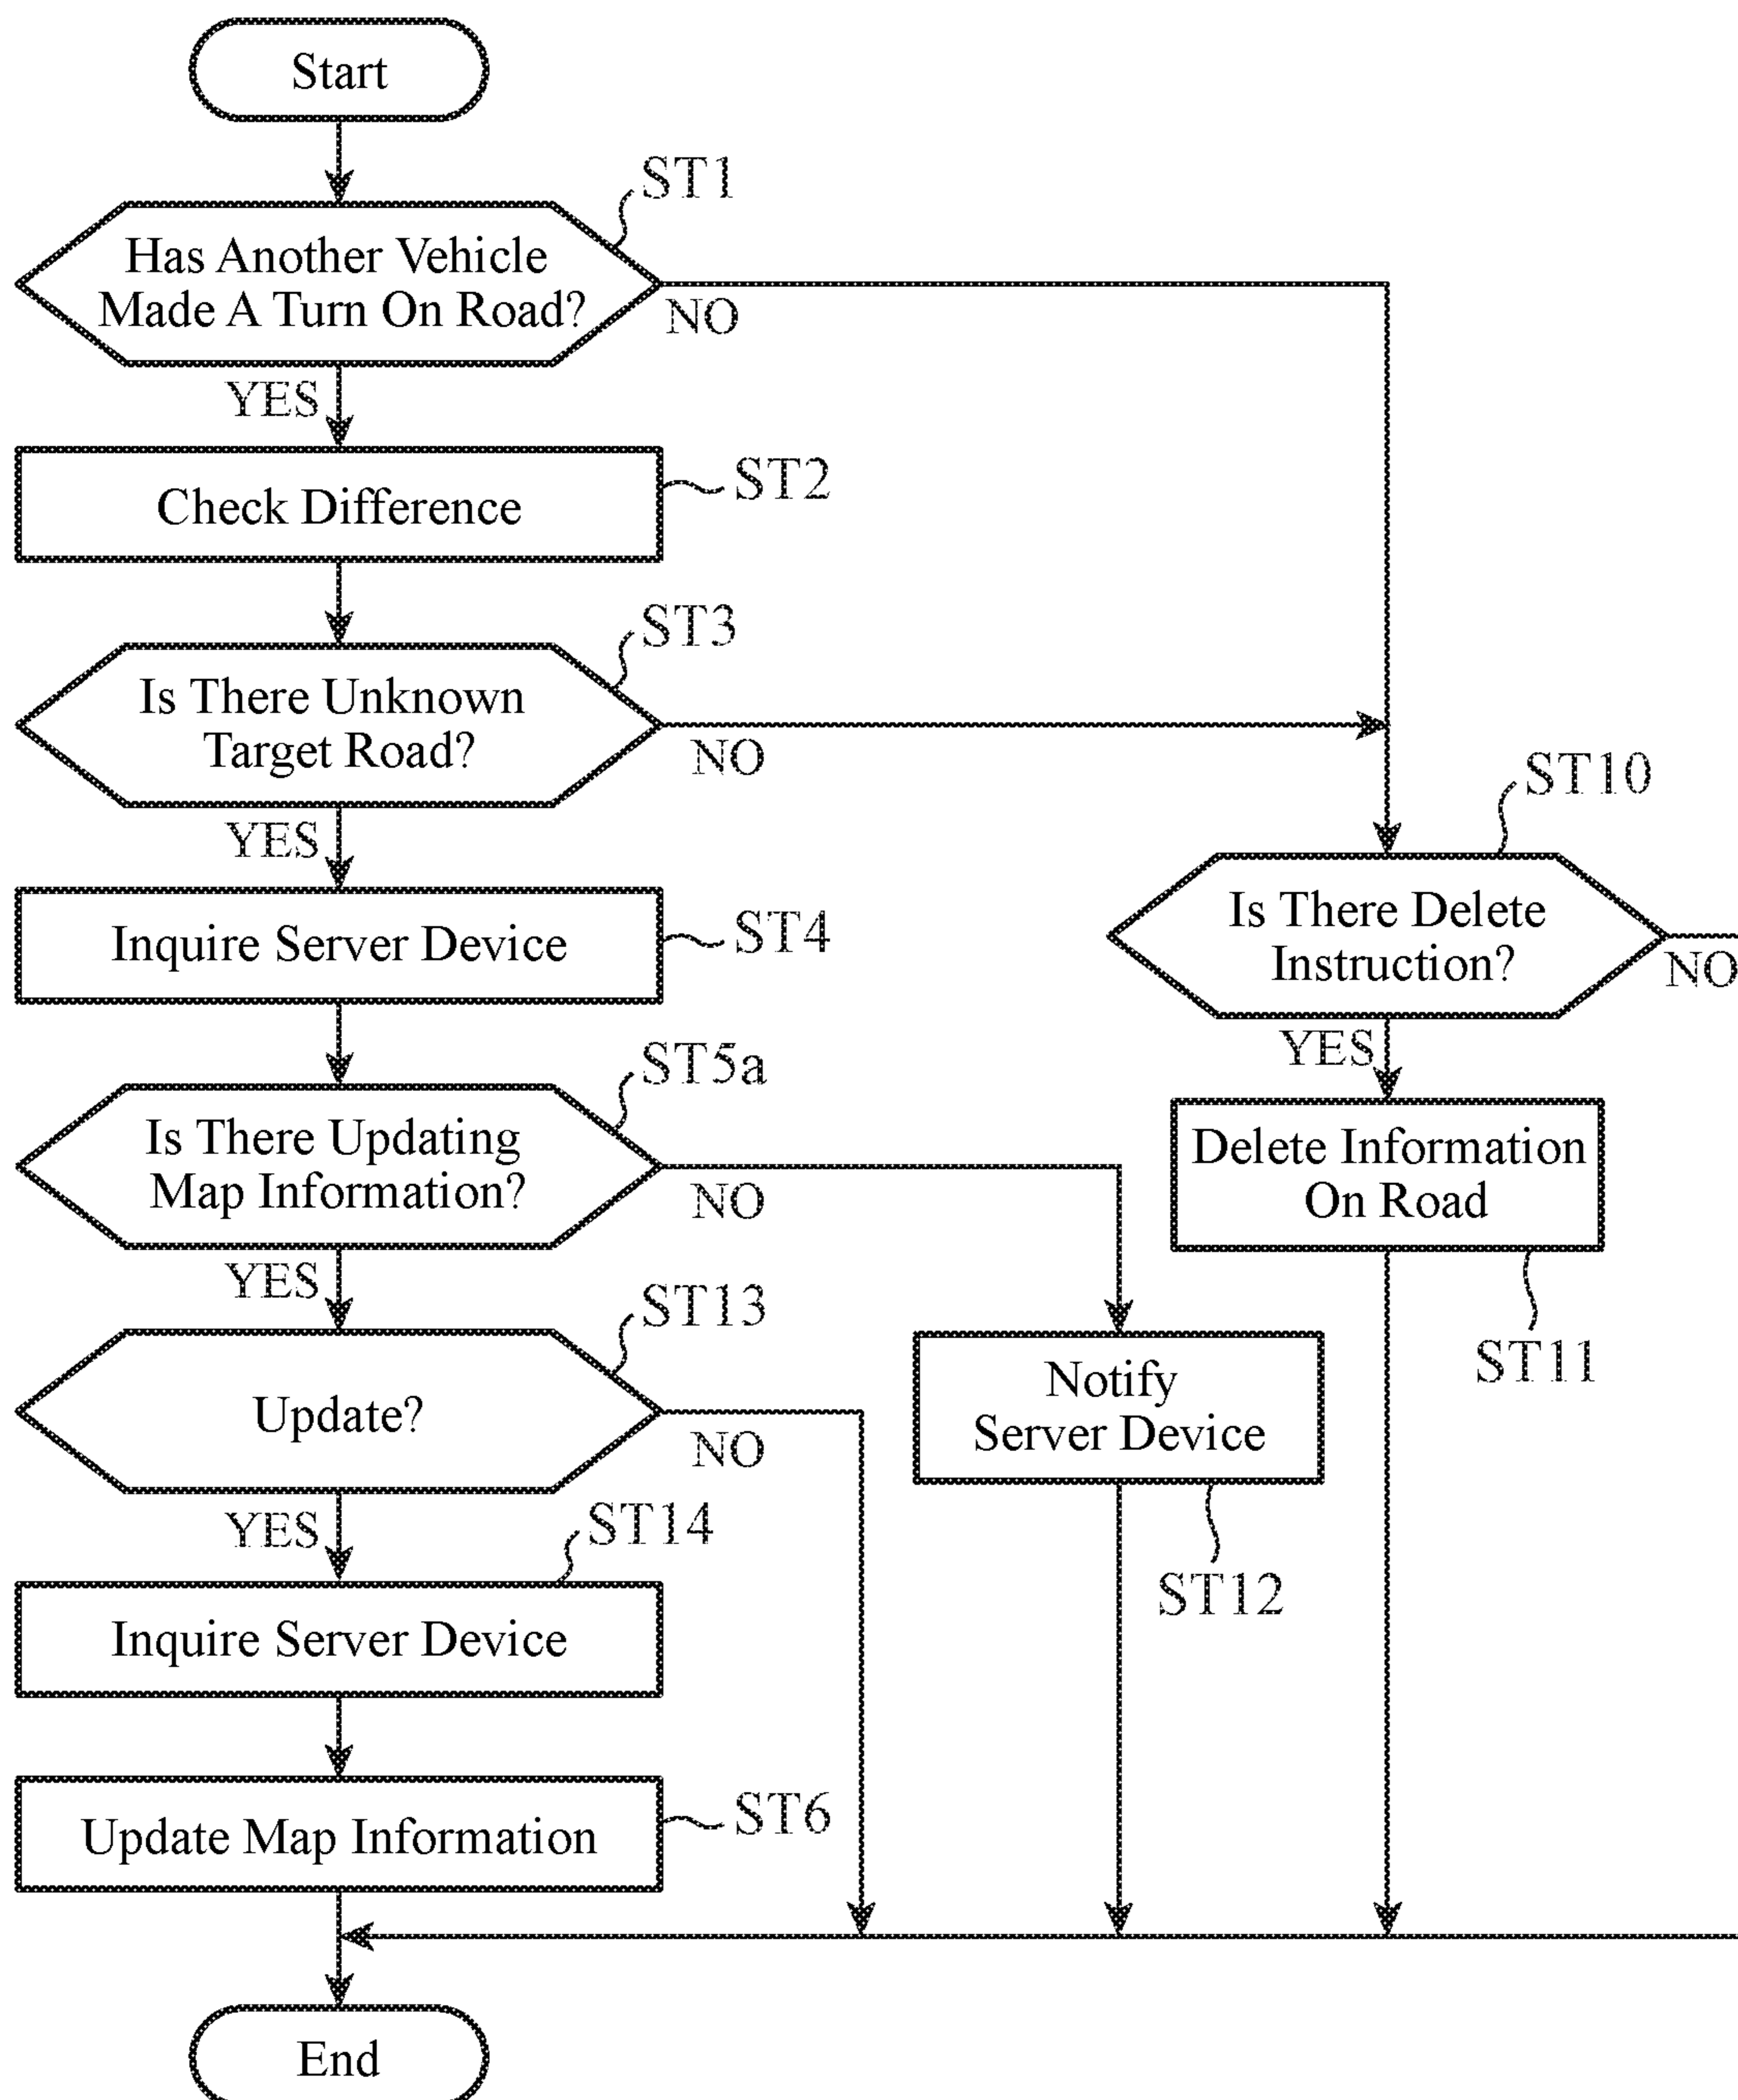 Start
ST1
Has Another Vehicle
Made A Turn On Road?
NO
YES
Check Difference
ST2
ST3
Is There Unknown
Target Road?
NO
YES
ST10
Is There Delete
Instruction?
NO
YES
Inquire Server Device
ST4
ST5a
Is There Updating
Map Information?
NO
YES
Delete Information
On Road
ST11
ST13
Update?
NO
YES
Notify
Server Device
ST12
ST14
Inquire Server Device
Update Map Information
ST6
End